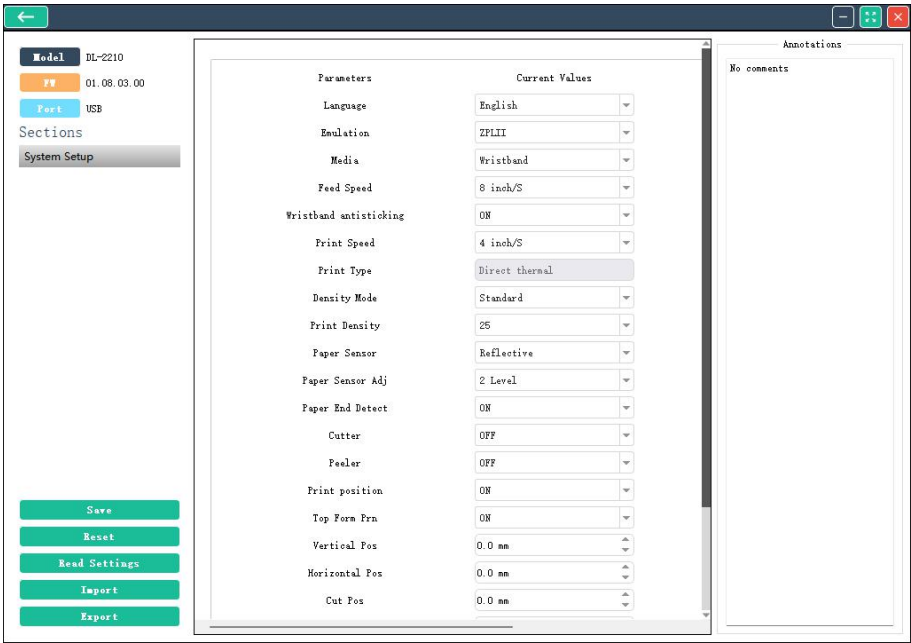 Model DL-2210
FW 01.08.03.00
Port USB
Sections
System Setup
Save
Reset
Read Settings
Import
Export
Parameters Current Values
Language English
Emulation ZPLII
Media Wristband
Feed Speed 8 inch/S
Wristband antisticking ON
Print Speed 4 inch/S
Print Type Direct thermal
Density Mode Standard
Print Density 25
Paper Sensor Reflective
Paper Sensor Adj 2 Level
Paper End Detect ON
Cutter OFF
Peeler OFF
Print position ON
Top Form Prn ON
Vertical Pos 0.0 mm
Horizontal Pos 0.0 mm
Cut Pos 0.0 mm
Annotations
No comments